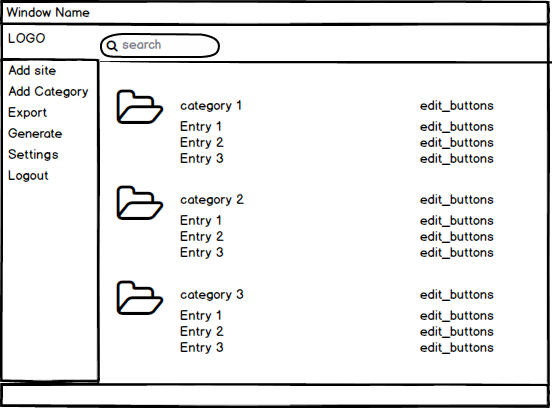 Window Name
LOGO
search
Add site
Add Category
Export
Generate
Settings
Logout
category 1 edit_buttons
Entry 1 edit_buttons
Entry 2 edit_buttons
Entry 3 edit_buttons
category 2 edit_buttons
Entry 1 edit_buttons
Entry 2 edit_buttons
Entry 3 edit_buttons
category 3 edit_buttons
Entry 1 edit_buttons
Entry 2 edit_buttons
Entry 3 edit_buttons